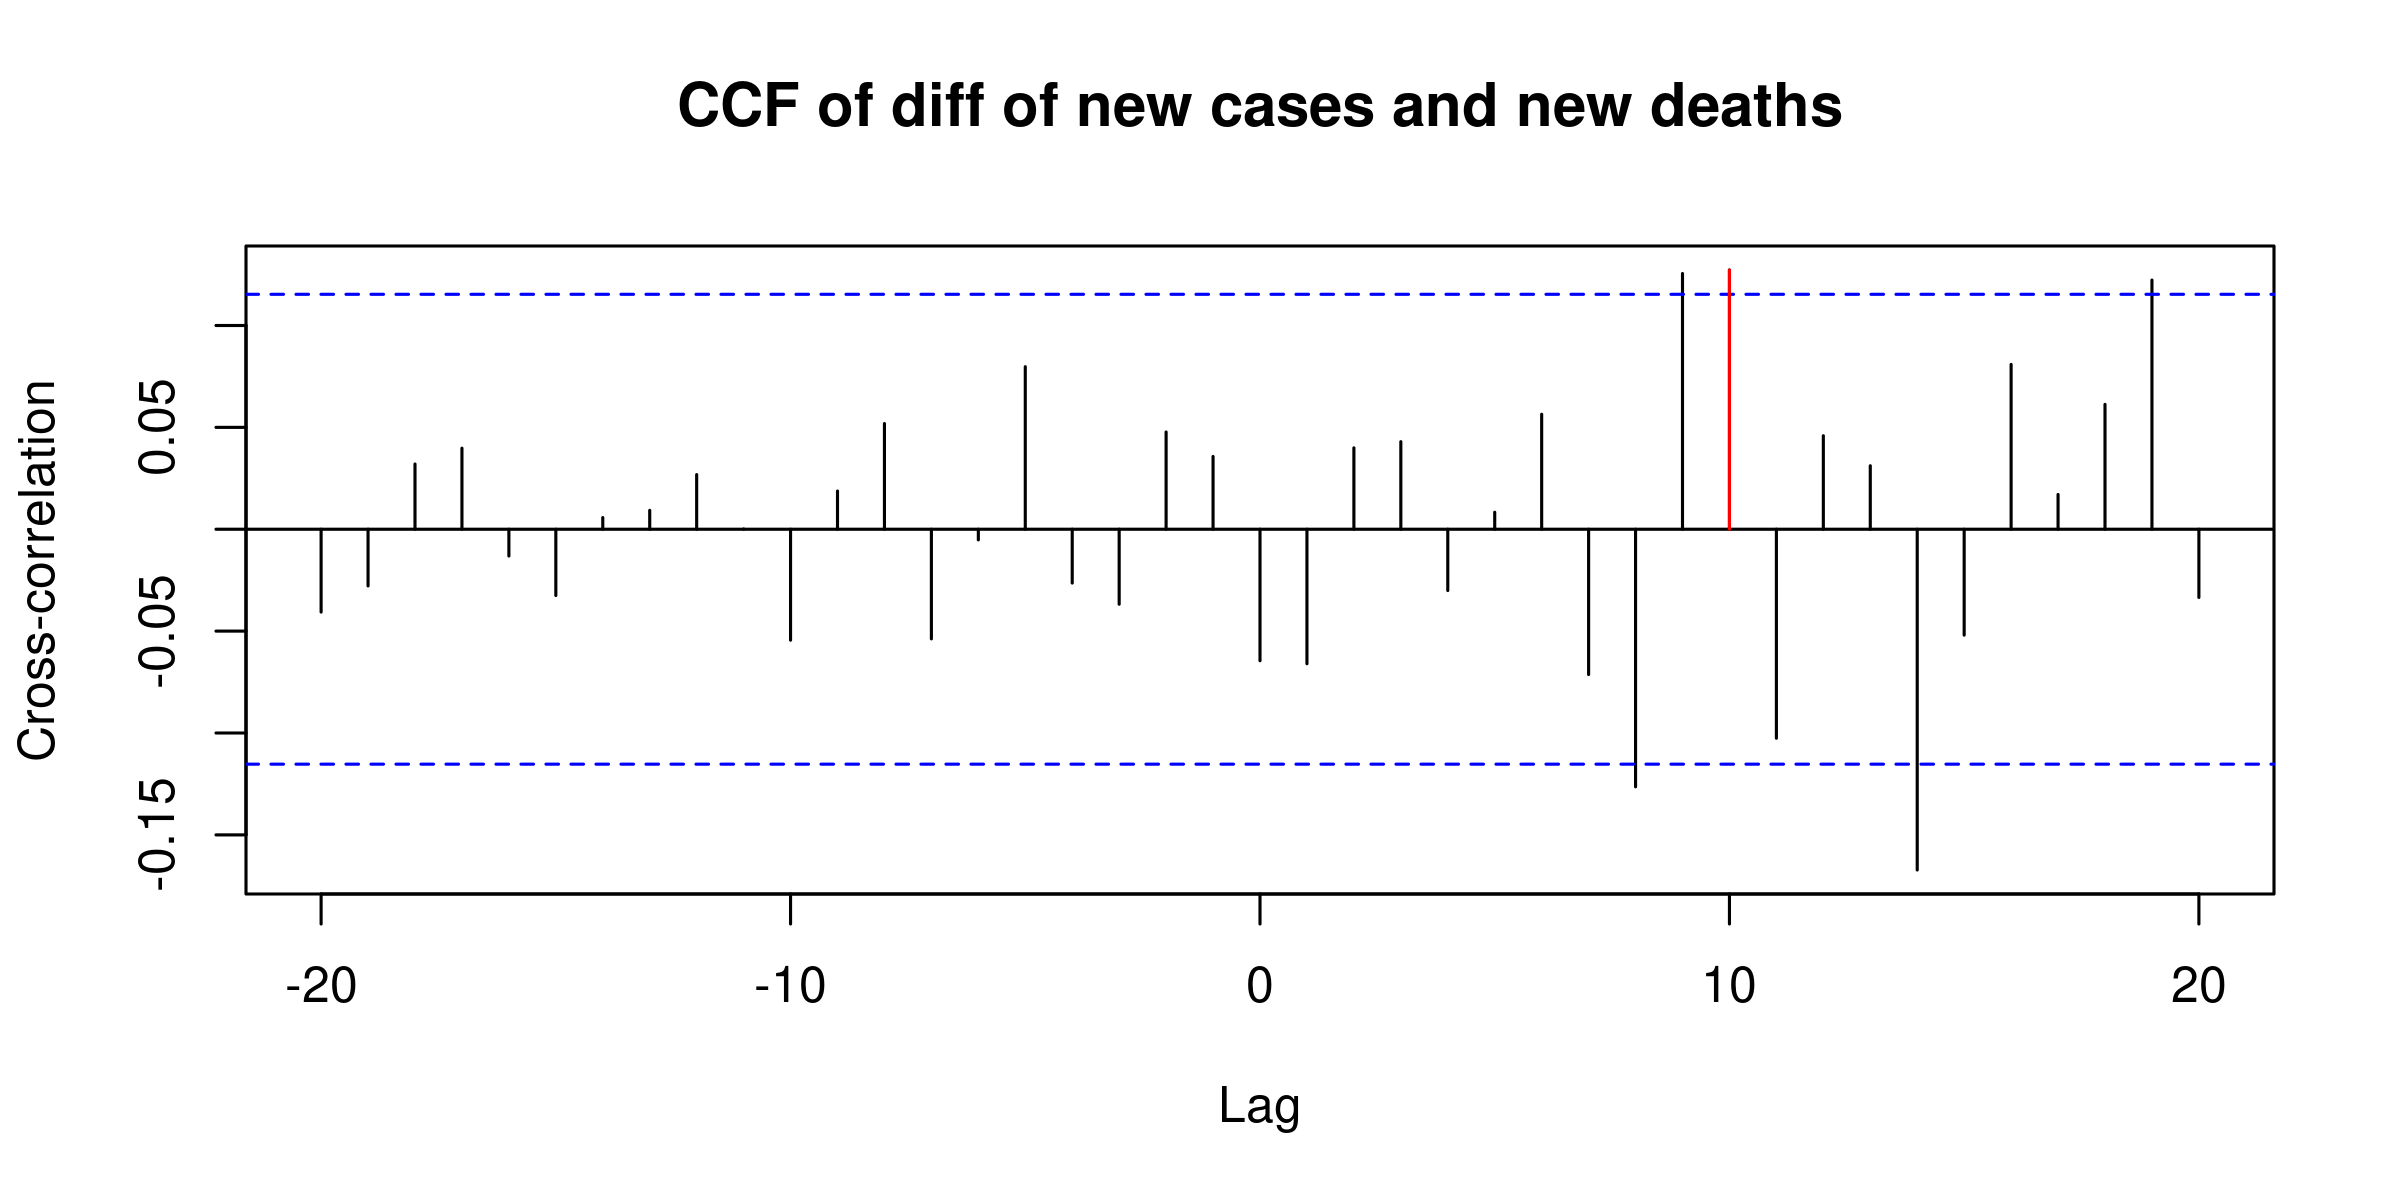 CCF of diff of new cases and new deaths
Cross-correlation
0.05
-0.05
-0.15
-20 -10 0 10 20
Lag